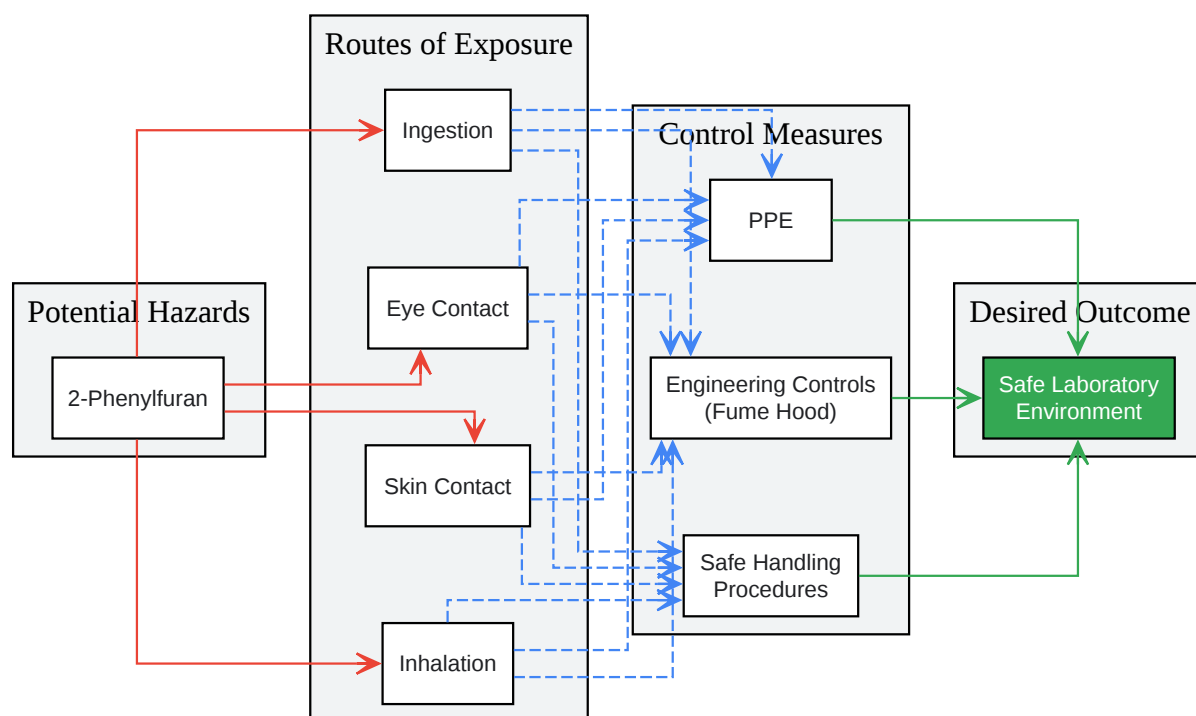 Routes of Exposure
Ingestion
Eye Contact
Skin Contact
Inhalation
Potential Hazards
2-Phenylfuran
Control Measures
PPE
Engineering Controls
(Fume Hood)
Safe Handling
Procedures
Desired Outcome
Safe Laboratory
Environment